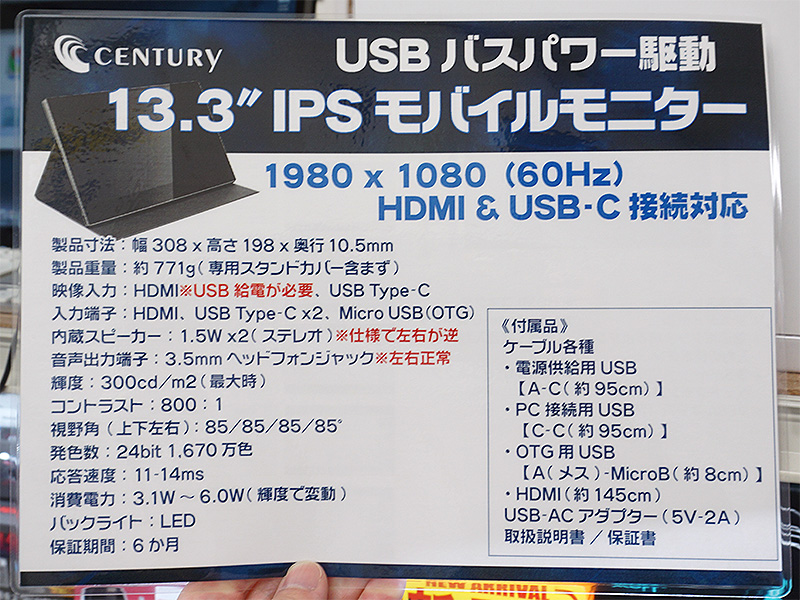 CENTURY
USB バスパワー駆動
13.3" IPS モバイルモニター
1980 x 1080 (60Hz)
HDMI & USB-C 接続対応
製品寸法：幅 308 x 高さ 198 x 奥行 10.5mm
製品重量：約 771g( 専用スタンドカバー含まず )
映像入力：HDMI※USB 給電が必要、USB Type-C
入力端子：HDMI、USB Type-C x2、Micro USB(OTG)
内蔵スピーカー：1.5W x2( ステレオ ) ※仕様で左右が逆
音声出力端子：3.5mm ヘッドフォンジャック※左右正常
輝度：300cd/m2( 最大時 )
コントラスト：800：1
視野角 ( 上下左右 )：85/85/85/85°
発色数：24bit 1,670 万色
応答速度：11-14ms
消費電力：3.1W ～ 6.0W( 輝度で変動 )
バックライト：LED
保証期間：6 か月
《付属品》
ケーブル各種
・電源供給用 USB
【A-C( 約 95cm) 】
・PC 接続用 USB
【C-C( 約 95cm) 】
・OTG 用 USB
【A( メス )-MicroB( 約 8cm) 】
・HDMI( 約 145cm)
USB-AC アダプター ( 5V-2A )
取扱説明書 / 保証書
NEW ARRIVAL